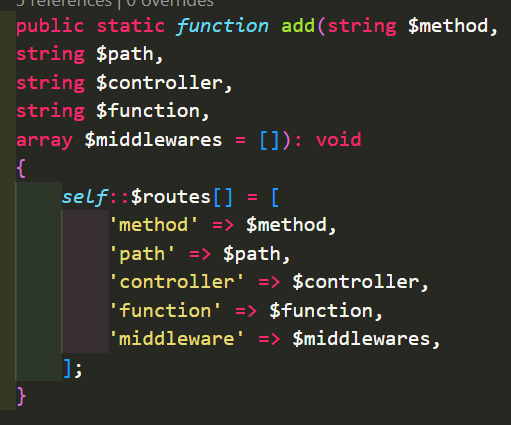 5 references | 0 overrides
public static function add(string $method,
string $path,
string $controller,
string $function,
array $middlewares = []): void
{
    self::$routes[] = [
        'method' => $method,
        'path' => $path,
        'controller' => $controller,
        'function' => $function,
        'middleware' => $middlewares,
    ];
}